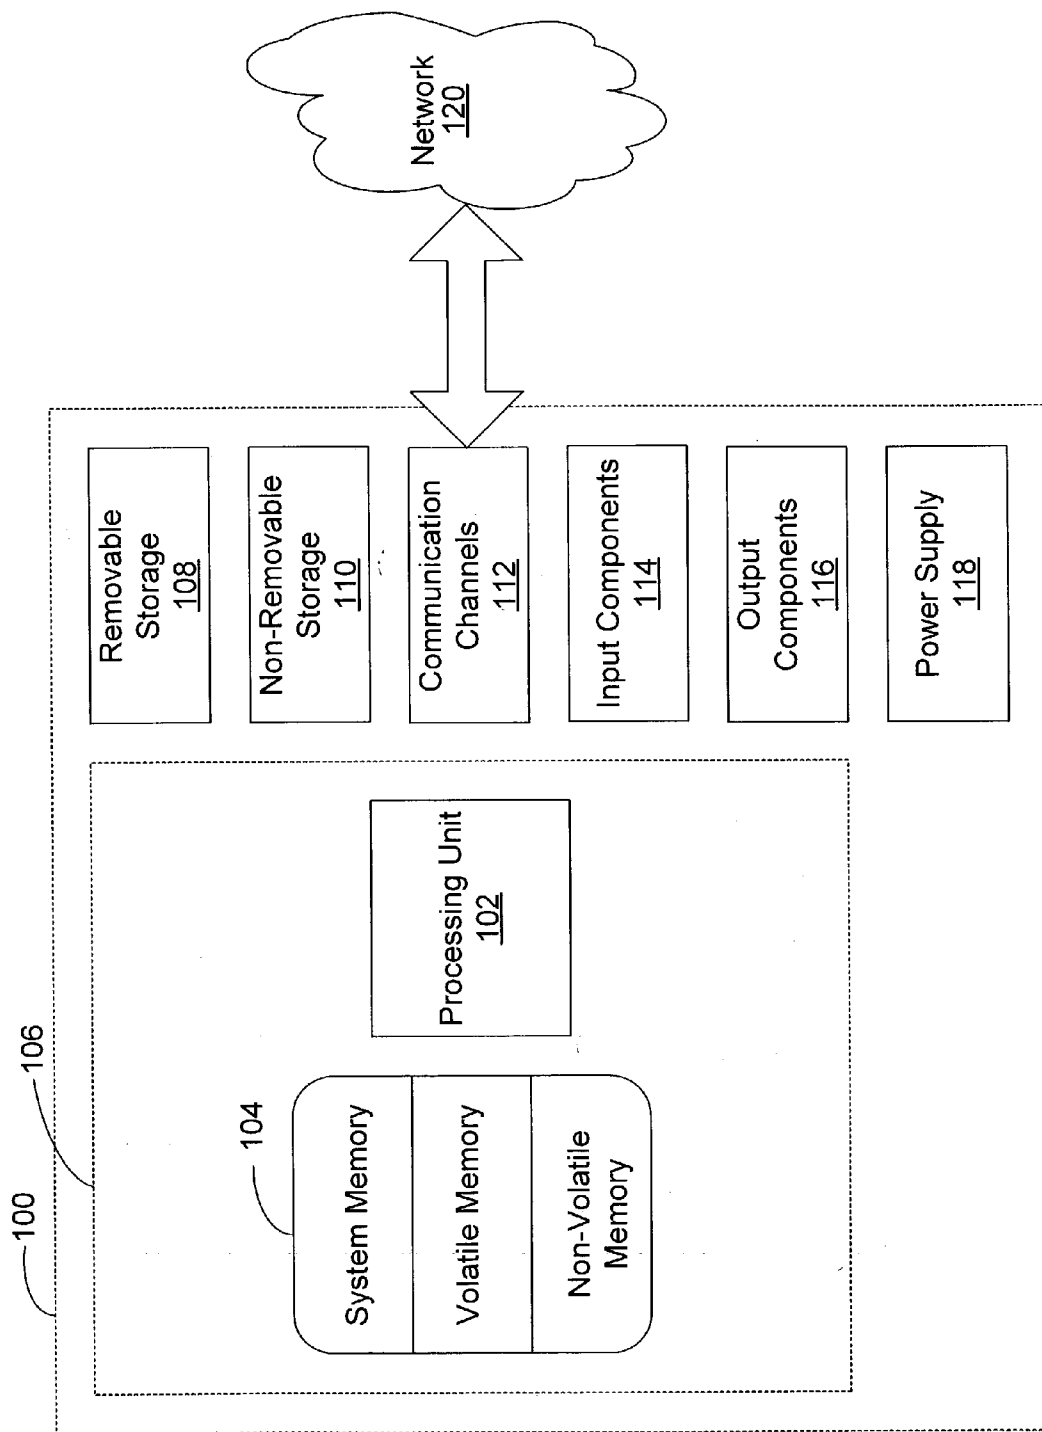 100
106
104
System Memory
Volatile Memory
Non-Volatile
Memory
Processing Unit
102
Removable
Storage
108
Non-Removable
Storage
110
Communication
Channels
112
Input Components
114
Output
Components
116
Power Supply
118
Network
120